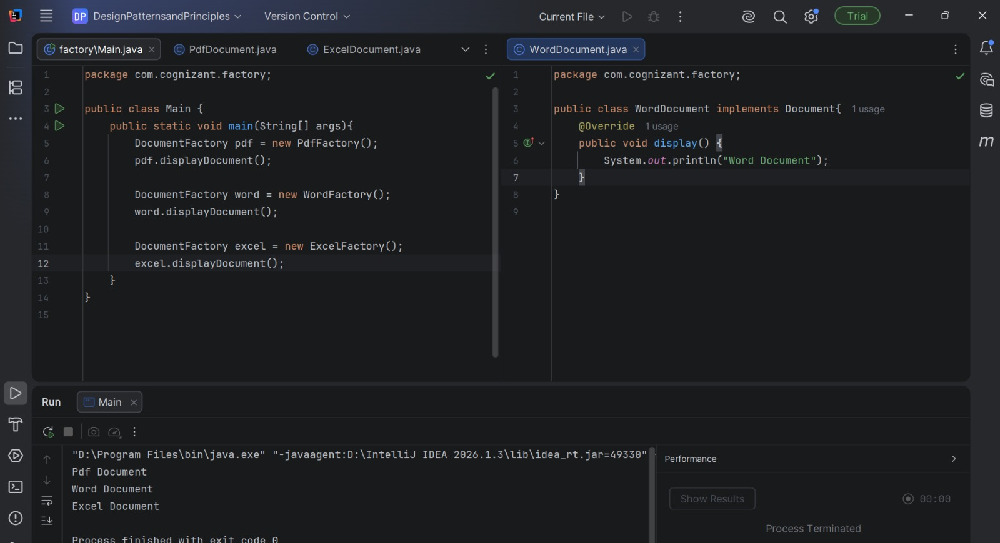 DP DesignPatternsandPrinciples Version Control Current File Trial
factory\Main.java PdfDocument.java ExcelDocument.java
1 package com.cognizant.factory;
2
3 public class Main {
4 public static void main(String[] args){
5 DocumentFactory pdf = new PdfFactory();
6 pdf.displayDocument();
7
8 DocumentFactory word = new WordFactory();
9 word.displayDocument();
10
11 DocumentFactory excel = new ExcelFactory();
12 excel.displayDocument();
13 }
14 }
15
WordDocument.java
1 package com.cognizant.factory;
2
3 public class WordDocument implements Document{ 1 usage
4 @Override 1 usage
5 public void display() {
6 System.out.println("Word Document");
7 }
8 }
9
m
Run Main
"D:\Program Files\bin\java.exe" "-javaagent:D:\IntelliJ IDEA 2026.1.3\lib\idea_rt.jar=49330"
Pdf Document
Word Document
Excel Document
Process finished with exit code 0
Performance
Show Results 00:00
Process Terminated